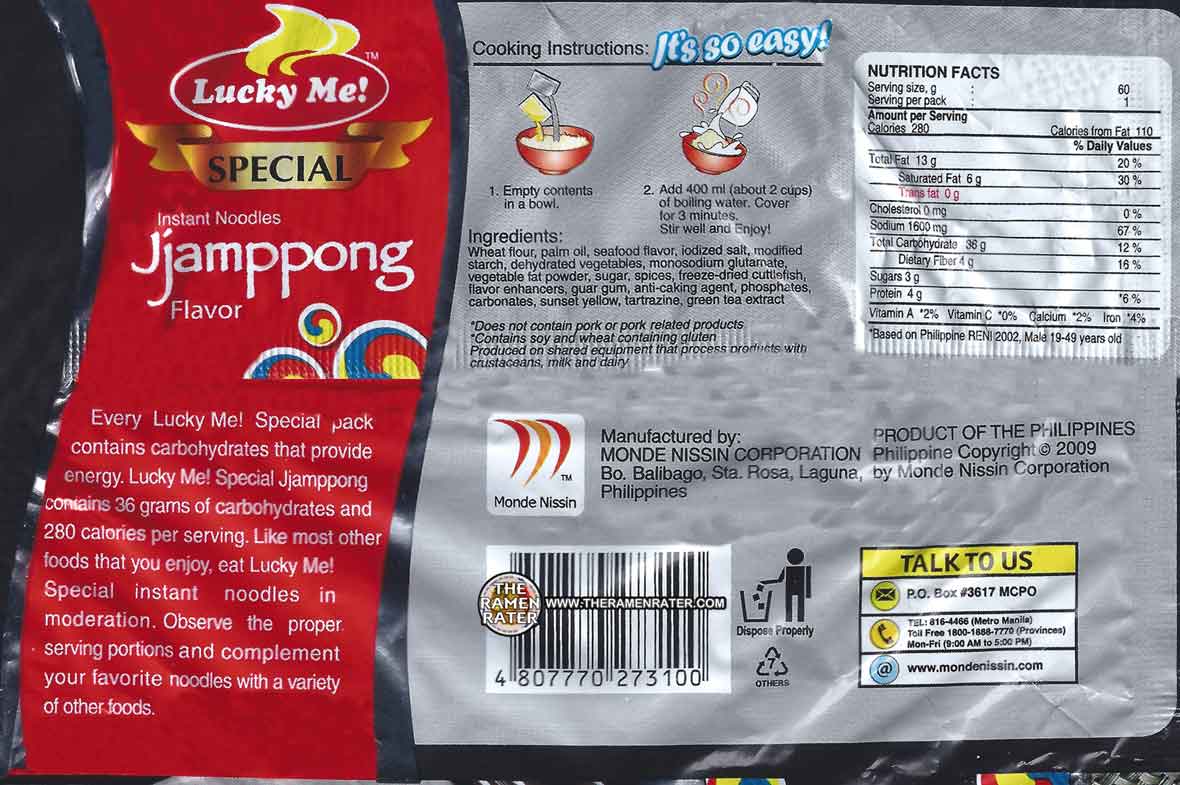 Lucky Me!
TM
SPECIAL
Instant Noodles
Jjamppong
Flavor
Every Lucky Me! Special pack
contains carbohydrates that provide
energy. Lucky Me! Special Jjamppong
contains 36 grams of carbohydrates and
280 calories per serving. Like most other
foods that you enjoy, eat Lucky Me!
Special instant noodles in
moderation. Observe the proper
serving portions and complement
your favorite noodles with a variety
of other foods.
Cooking Instructions: It's so easy!
1. Empty contents
in a bowl.
2. Add 400 ml (about 2 cups)
of boiling water. Cover
for 3 minutes.
Stir well and Enjoy!
Ingredients:
Wheat flour, palm oil, seafood flavor, iodized salt, modified
starch, dehydrated vegetables, monosodium glutamate,
vegetable fat powder, sugar, spices, freeze-dried cuttlefish,
flavor enhancers, guar gum, anti-caking agent, phosphates,
carbonates, sunset yellow, tartrazine, green tea extract
*Does not contain pork or pork related products
*Contains soy and wheat containing gluten
Produced on shared equipment that process products with
crustaceans, milk and dairy
NUTRITION FACTS
Serving size, g : 60
Serving per pack : 1
Amount per Serving
Calories 280 Calories from Fat 110
% Daily Values
Total Fat 13 g 20 %
Saturated Fat 6 g 30 %
Trans fat 0 g
Cholesterol 0 mg 0 %
Sodium 1600 mg 67 %
Total Carbohydrate 36 g 12 %
Dietary Fiber 4 g 16 %
Sugars 3 g
Protein 4 g *6 %
Vitamin A *2% Vitamin C *0% Calcium *2% Iron *4%
*Based on Philippine RENI 2002, Male 19-49 years old
TM
Monde Nissin
Manufactured by:
MONDE NISSIN CORPORATION
Bo. Balibago, Sta. Rosa, Laguna,
Philippines
PRODUCT OF THE PHILIPPINES
Philippine Copyright © 2009
by Monde Nissin Corporation
THE
RAMEN
RATER
WWW.THERAMENRATER.COM
4 807770 273100
Dispose Properly
7
OTHERS
TALK TO US
P.O. Box #3617 MCPO
TEL: 816-4466 (Metro Manila)
Toll Free 1800-1888-7770 (Provinces)
Mon-Fri (9:00 AM to 5:00 PM)
@ www.mondenissin.com